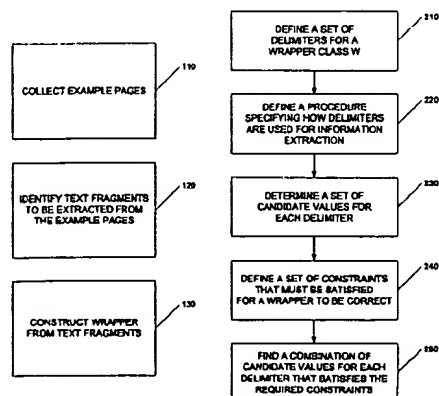 110
COLLECT EXAMPLE PAGES
120
IDENTIFY TEXT FRAGMENTS
TO BE EXTRACTED FROM
THE EXAMPLE PAGES
130
CONSTRUCT WRAPPER
FROM TEXT FRAGMENTS
210
DEFINE A SET OF
DELIMITERS FOR A
WRAPPER CLASS W
220
DEFINE A PROCEDURE
SPECIFYING HOW DELIMITERS
ARE USED FOR INFORMATION
EXTRACTION
230
DETERMINE A SET OF
CANDIDATE VALUES FOR
EACH DELIMITER
240
DEFINE A SET OF CONSTRAINTS
THAT MUST BE SATISFIED
FOR A WRAPPER TO BE CORRECT
250
FIND A COMBINATION OF
CANDIDATE VALUES FOR EACH
DELIMITER THAT SATISFIES THE
REQUIRED CONSTRAINTS